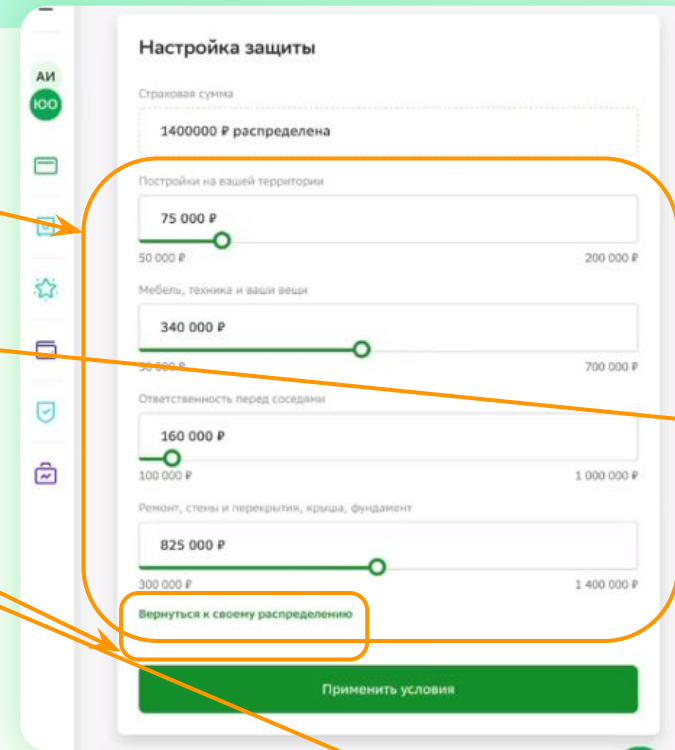 Настройка защиты
АИ
Страховая сумма
ЮО
1400000 ₽ распределена
Постройки на вашей территории
75 000 ₽
50 000 ₽ 200 000 ₽
Мебель, техника и ваши вещи
340 000 ₽
50 000 ₽ 700 000 ₽
Ответственность перед соседями
160 000 ₽
100 000 ₽ 1 000 000 ₽
Ремонт, стены и перекрытия, крыша, фундамент
825 000 ₽
300 000 ₽ 1 400 000 ₽
Вернуться к своему распределению
Применить условия